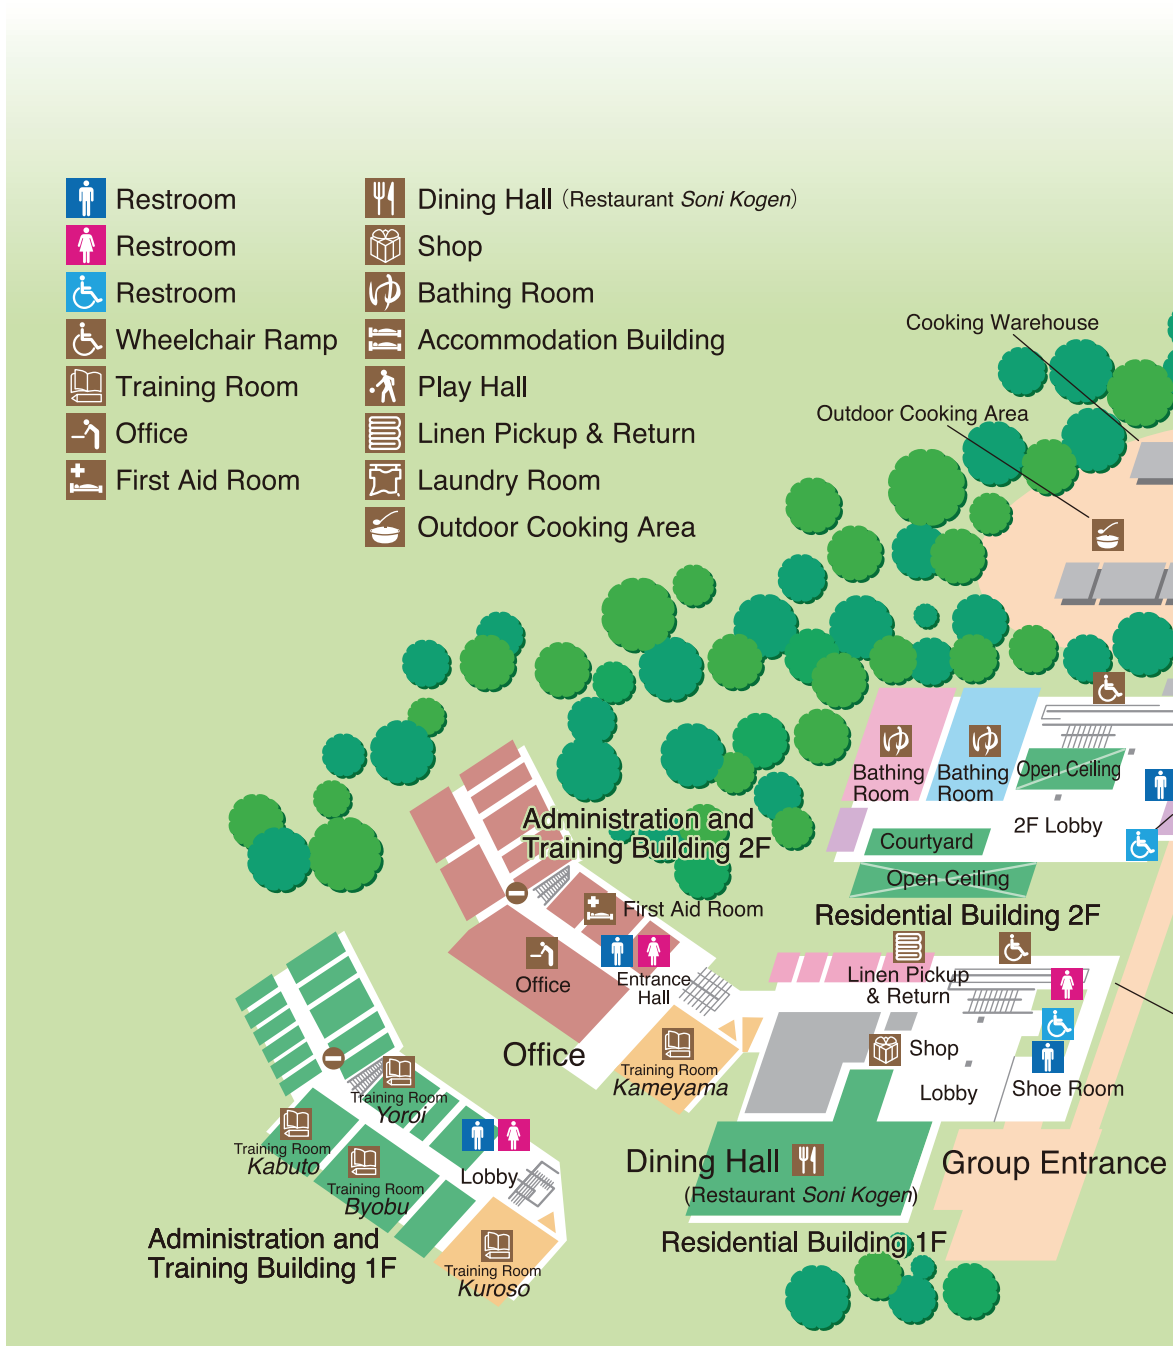 Restroom
Restroom
Restroom
Wheelchair Ramp
Training Room
Office
First Aid Room
Dining Hall (Restaurant Soni Kogen)
Shop
ゆ Bathing Room
Accommodation Building
Play Hall
Linen Pickup & Return
Laundry Room
Outdoor Cooking Area
Cooking Warehouse
Outdoor Cooking Area
ゆ
Bathing
Room
ゆ
Bathing
Room
Open Ceiling
2F Lobby
Courtyard
Open Ceiling
Residential Building 2F
Administration and
Training Building 2F
First Aid Room
Office
Entrance
Hall
Office
Training Room
Kameyama
Linen Pickup
& Return
Shop
Lobby
Shoe Room
Dining Hall
(Restaurant Soni Kogen)
Group Entrance
Residential Building 1F
Training Room
Yoroi
Training Room
Kabuto
Training Room
Byobu
Lobby
Training Room
Kuroso
Administration and
Training Building 1F